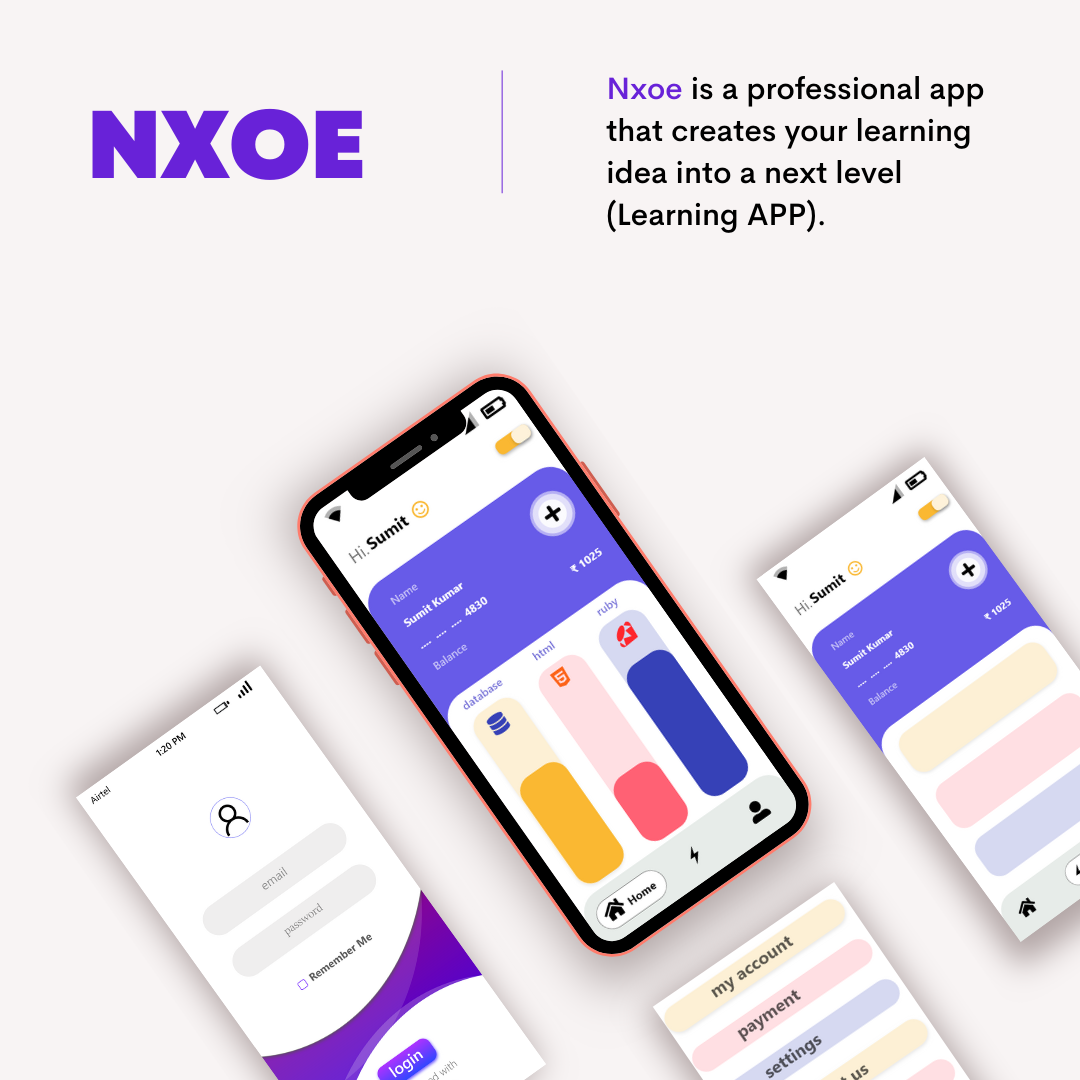 NXOE
Nxoe is a professional app
that creates your learning
idea into a next level
(Learning APP).
Hi. Sumit
Name
Sumit Kumar
.... .... .... 4830
Balance
₹ 1025
database
html
ruby
Home
Hi. Sumit
Name
Sumit Kumar
.... .... .... 4830
Balance
₹ 1025
Airtel
1:20 PM
email
password
Remember Me
login
with
my account
payment
settings
us